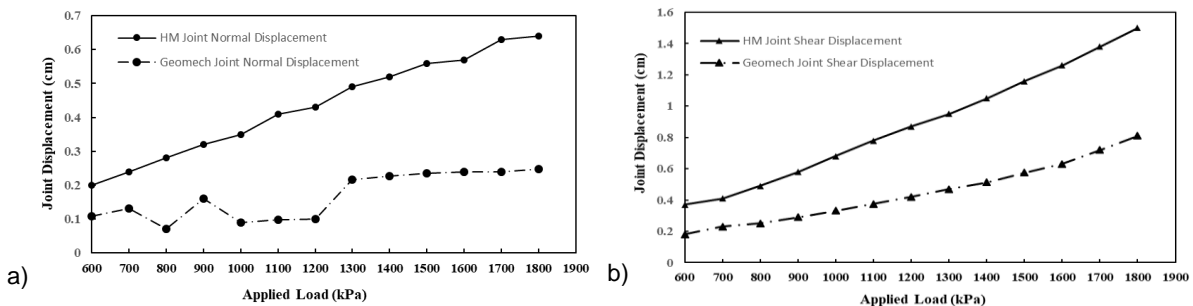 0.7
HM Joint Normal Displacement
0.6
Geomech Joint Normal Displacement
0.5
0.4
0.3
0.2
0.1
0
Joint Displacement (cm)
600 700 800 900 1000 1100 1200 1300 1400 1500 1600 1700 1800 1900
Applied Load (kPa)
a)
1.6
HM Joint Shear Displacement
1.4
Geomech Joint Shear Displacement
1.2
1
0.8
0.6
0.4
0.2
0
Joint Displacement (cm)
600 700 800 900 1000 1100 1200 1300 1400 1500 1600 1700 1800 1900
Applied Load (kPa)
b)